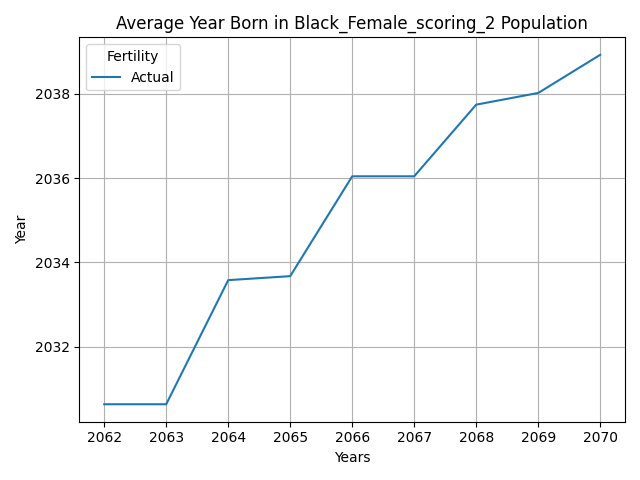 Average Year Born in Black_Female_scoring_2 Population
Fertility
Actual
Year
2038
2036
2034
2032
2062 2063 2064 2065 2066 2067 2068 2069 2070
Years